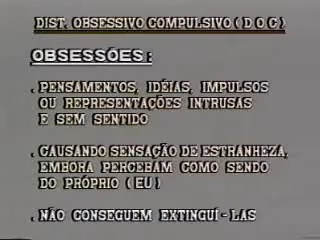 DIST. OBSESSIVO COMPULSIVO ( D O C )
OBSESSÕES :
. PENSAMENTOS, IDÉIAS, IMPULSOS
OU REPRESENTAÇÕES INTRUSAS
E SEM SENTIDO
. CAUSANDO SENSAÇÃO DE ESTRANHEZA,
EMBORA PERCEBAM COMO SENDO
DO PRÓPRIO ( EU )
. NÃO CONSEGUEM EXTINGUÍ - LAS